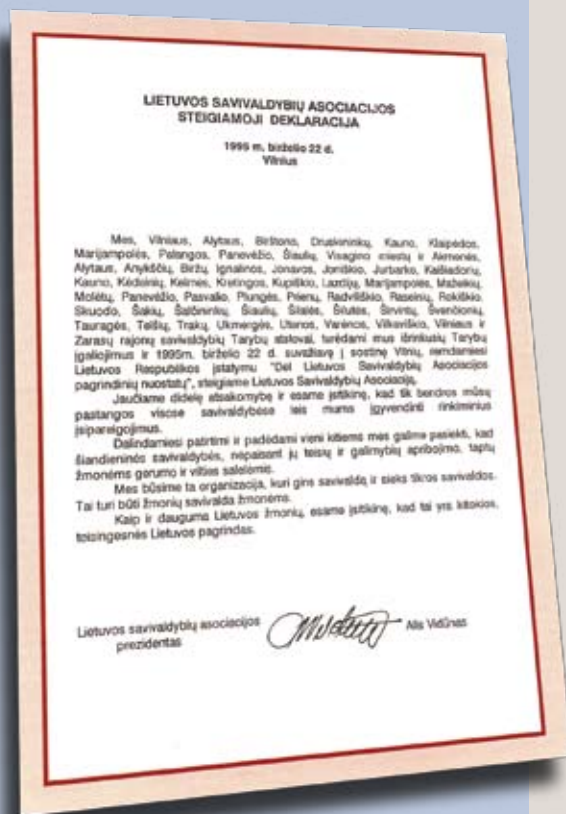 LIETUVOS SAVIVALDYBIŲ ASOCIACIJOS
STEIGIAMOJI DEKLARACIJA
1995 m. birželio 22 d.
Vilnius
Mes, Vilniaus, Alytaus, Birštono, Druskininkų, Kauno, Klaipėdos,
Marijampolės, Palangos, Panevėžio, Šiaulių, Visagino miestų ir Akmenės,
Alytaus, Anykščių, Biržų, Ignalinos, Jonavos, Joniškio, Jurbarko, Kaišiadorių,
Kauno, Kėdainių, Kelmės, Kretingos, Kupiškio, Lazdijų, Marijampolės, Mažeikių,
Molėtų, Panevėžio, Pasvalio, Plungės, Prienų, Radviliškio, Raseinių, Rokiškio,
Skuodo, Šakių, Šalčininkų, Šiaulių, Šilalės, Šilutės, Širvintų, Švenčionių,
Tauragės, Telšių, Trakų, Ukmergės, Utenos, Varėnos, Vilkaviškio, Vilniaus ir
Zarasų rajonų savivaldybių Tarybų atstovai, turėdami mus išrinkusių Tarybų
įgaliojimus ir 1995m. birželio 22 d. suvažiavę į sostinę Vilnių, remdamiesi
Lietuvos Respublikos įstatymu "Dėl Lietuvos Savivaldybių Asociacijos
pagrindinių nuostatų", steigiame Lietuvos Savivaldybių Asociaciją.
Jaučiame didelę atsakomybę ir esame įsitikinę, kad tik bendros mūsų
pastangos visose savivaldybėse leis mums įgyvendinti rinkiminius
įsipareigojimus.
Dalindamiesi patirtimi ir padėdami vieni kitiems mes galime pasiekti, kad
šiandieninės savivaldybės, nepaisant jų teisių ir galimybių apribojimo, taptų
žmonėms gerumo ir vilties salelėmis.
Mes būsime ta organizacija, kuri gins savivaldą ir sieks tikros savivaldos.
Tai turi būti žmonių savivalda žmonėms.
Kaip ir dauguma Lietuvos žmonių, esame įsitikinę, kad tai yra kitokios,
teisingesnės Lietuvos pagrindas.
Lietuvos savivaldybių asociacijos
prezidentas
Alis Vidūnas